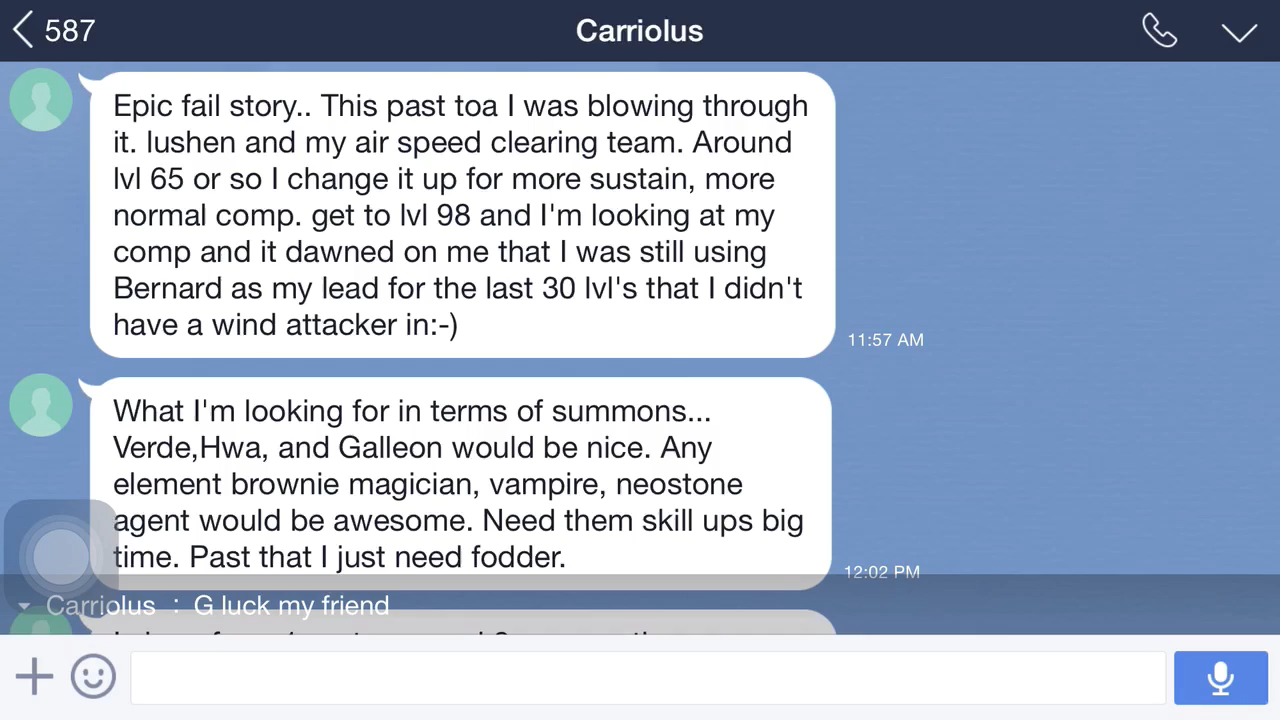 587
Carriolus
Epic fail story.. This past toa I was blowing through
it. lushen and my air speed clearing team. Around
lvl 65 or so I change it up for more sustain, more
normal comp. get to lvl 98 and I'm looking at my
comp and it dawned on me that I was still using
Bernard as my lead for the last 30 lvl's that I didn't
have a wind attacker in:-)
11:57 AM
What I'm looking for in terms of summons...
Verde,Hwa, and Galleon would be nice. Any
element brownie magician, vampire, neostone
agent would be awesome. Need them skill ups big
time. Past that I just need fodder.
12:02 PM
Carriolus : G luck my friend